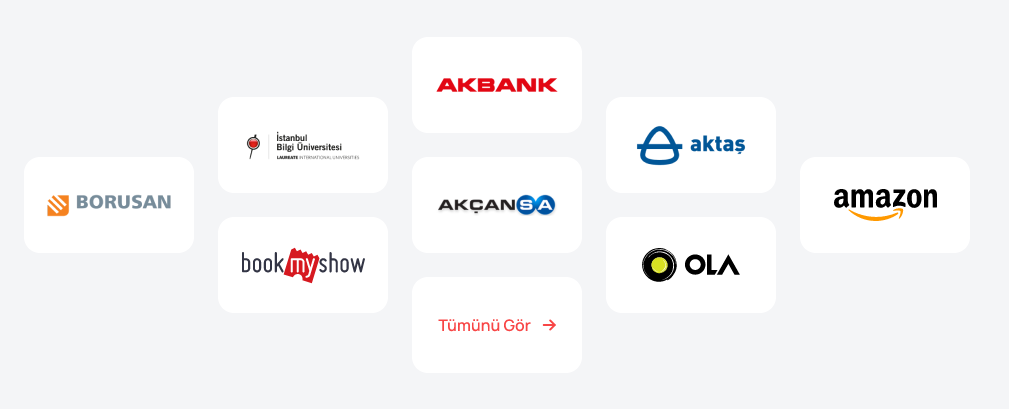 AKBANK
İstanbul
Bilgi Üniversitesi
LAUREATE INTERNATIONAL UNIVERSITIES
aktaş
BORUSAN
AKÇANSA
amazon
bookmyshow
OLA
Tümünü Gör →